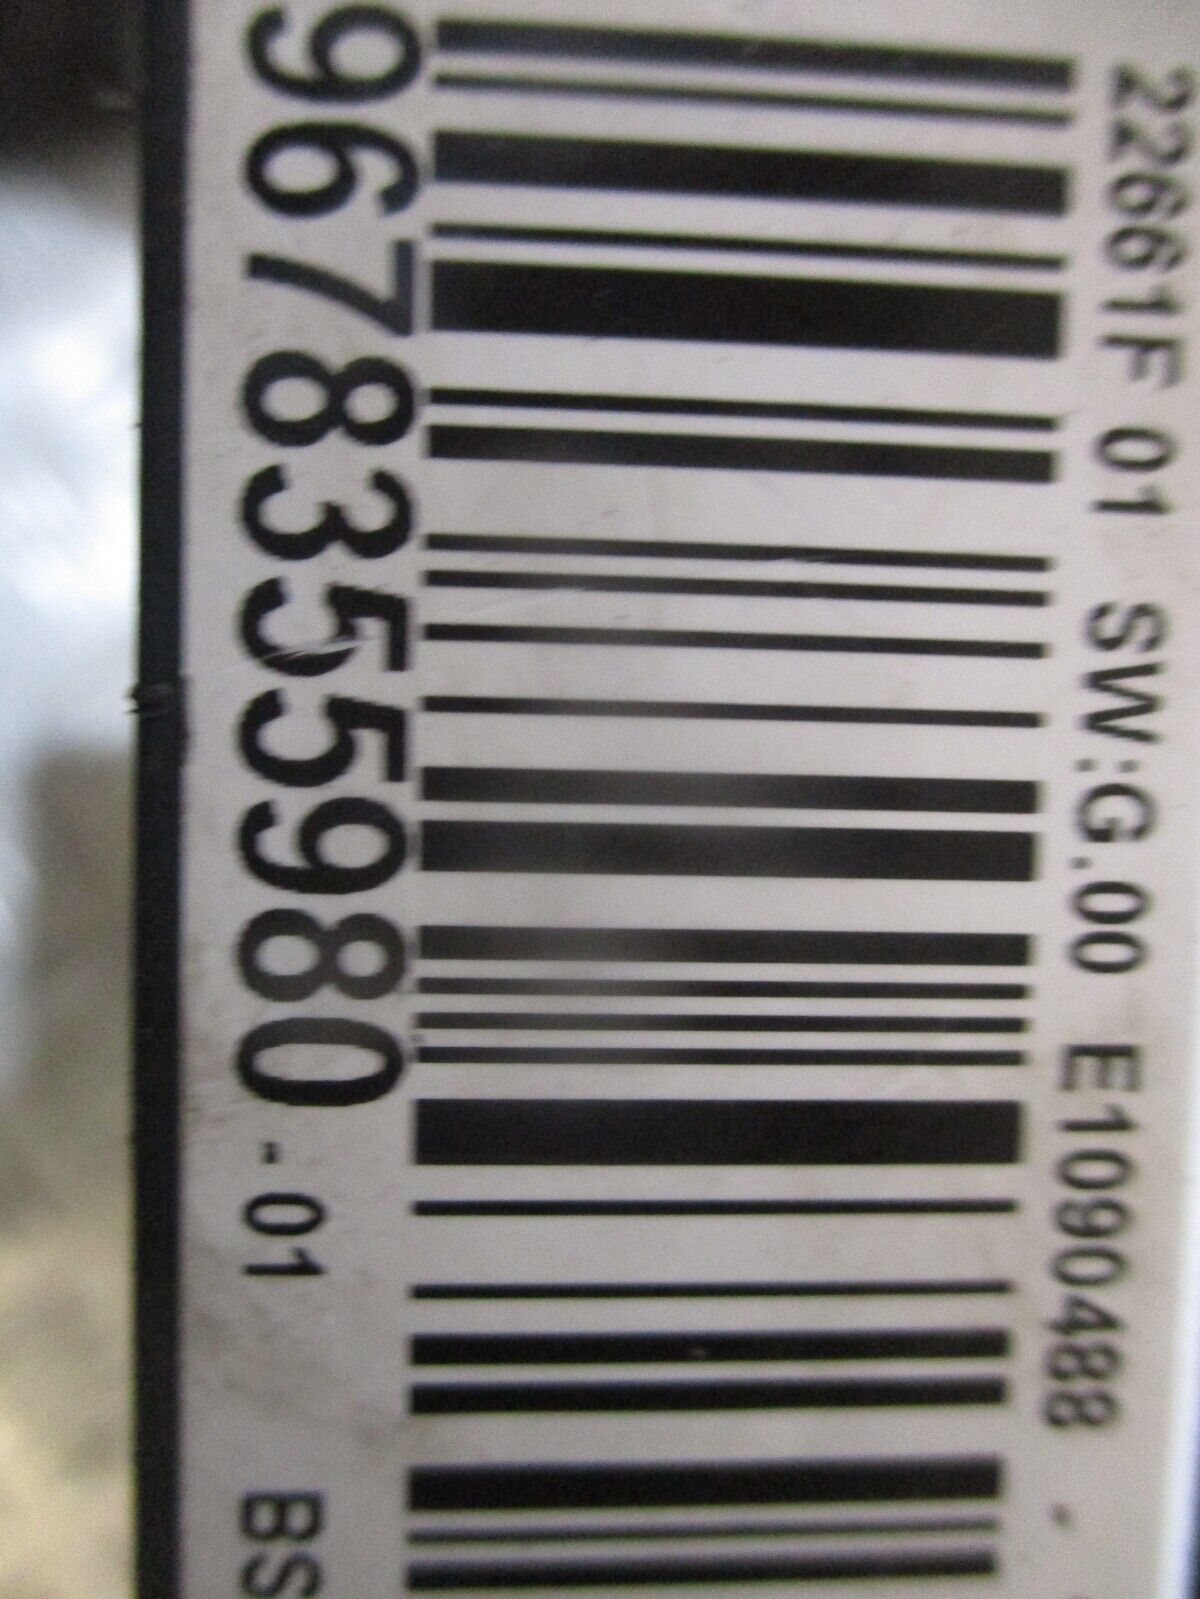 22661F 01 SW:G.00 E1090488 -
9678355980-01 BS